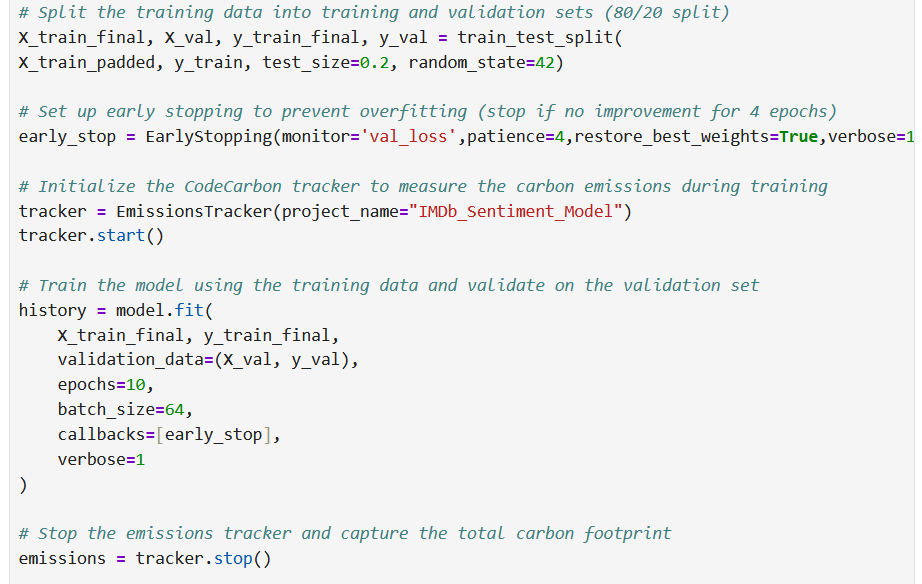 # Split the training data into training and validation sets (80/20 split)
X_train_final, X_val, y_train_final, y_val = train_test_split(
X_train_padded, y_train, test_size=0.2, random_state=42)
# Set up early stopping to prevent overfitting (stop if no improvement for 4 epochs)
early_stop = EarlyStopping(monitor='val_loss',patience=4,restore_best_weights=True,verbose=1
# Initialize the CodeCarbon tracker to measure the carbon emissions during training
tracker = EmissionsTracker(project_name="IMDb_Sentiment_Model")
tracker.start()
# Train the model using the training data and validate on the validation set
history = model.fit(
    X_train_final, y_train_final,
    validation_data=(X_val, y_val),
    epochs=10,
    batch_size=64,
    callbacks=[early_stop],
    verbose=1
)
# Stop the emissions tracker and capture the total carbon footprint
emissions = tracker.stop()